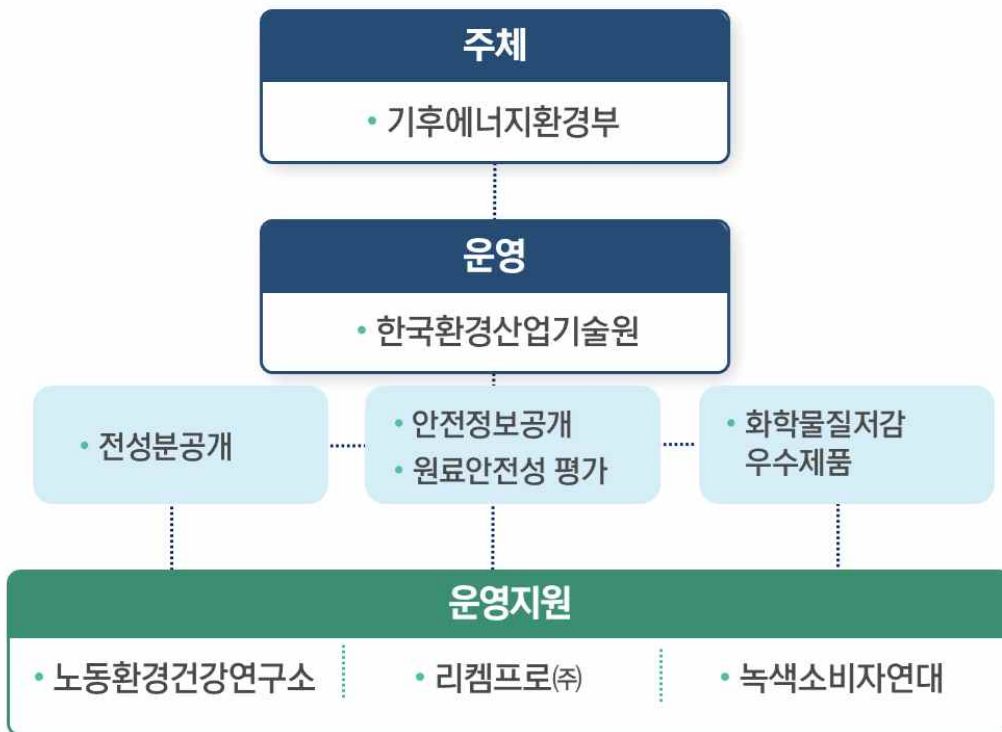 주체
• 기후에너지환경부
운영
• 한국환경산업기술원
• 전성분공개
• 안전정보공개
• 원료안전성 평가
• 화학물질저감
우수제품
운영지원
• 노동환경건강연구소
• 리켐프로㈜
• 녹색소비자연대